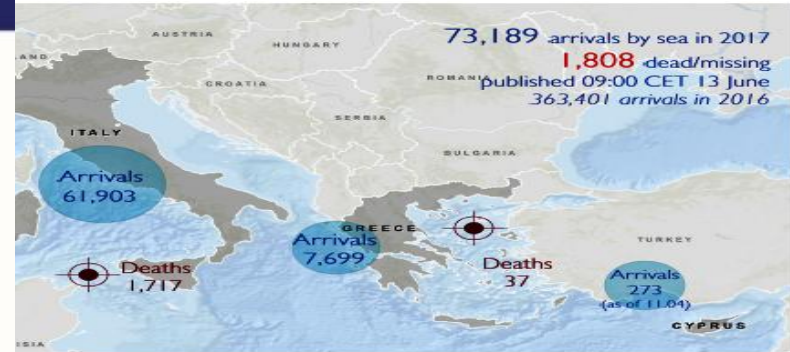 73,189 arrivals by sea in 2017
1,808 dead/missing
published 09:00 CET 13 June
363,401 arrivals in 2016
AUSTRIA
HUNGARY
ROMANIA
CROATIA
SERBIA
ITALY
BULGARIA
Arrivals
61,903
GREECE
Arrivals
7,699
TURKEY
Deaths
1,717
Deaths
37
Arrivals
273
(as of 11.04)
CYPRUS